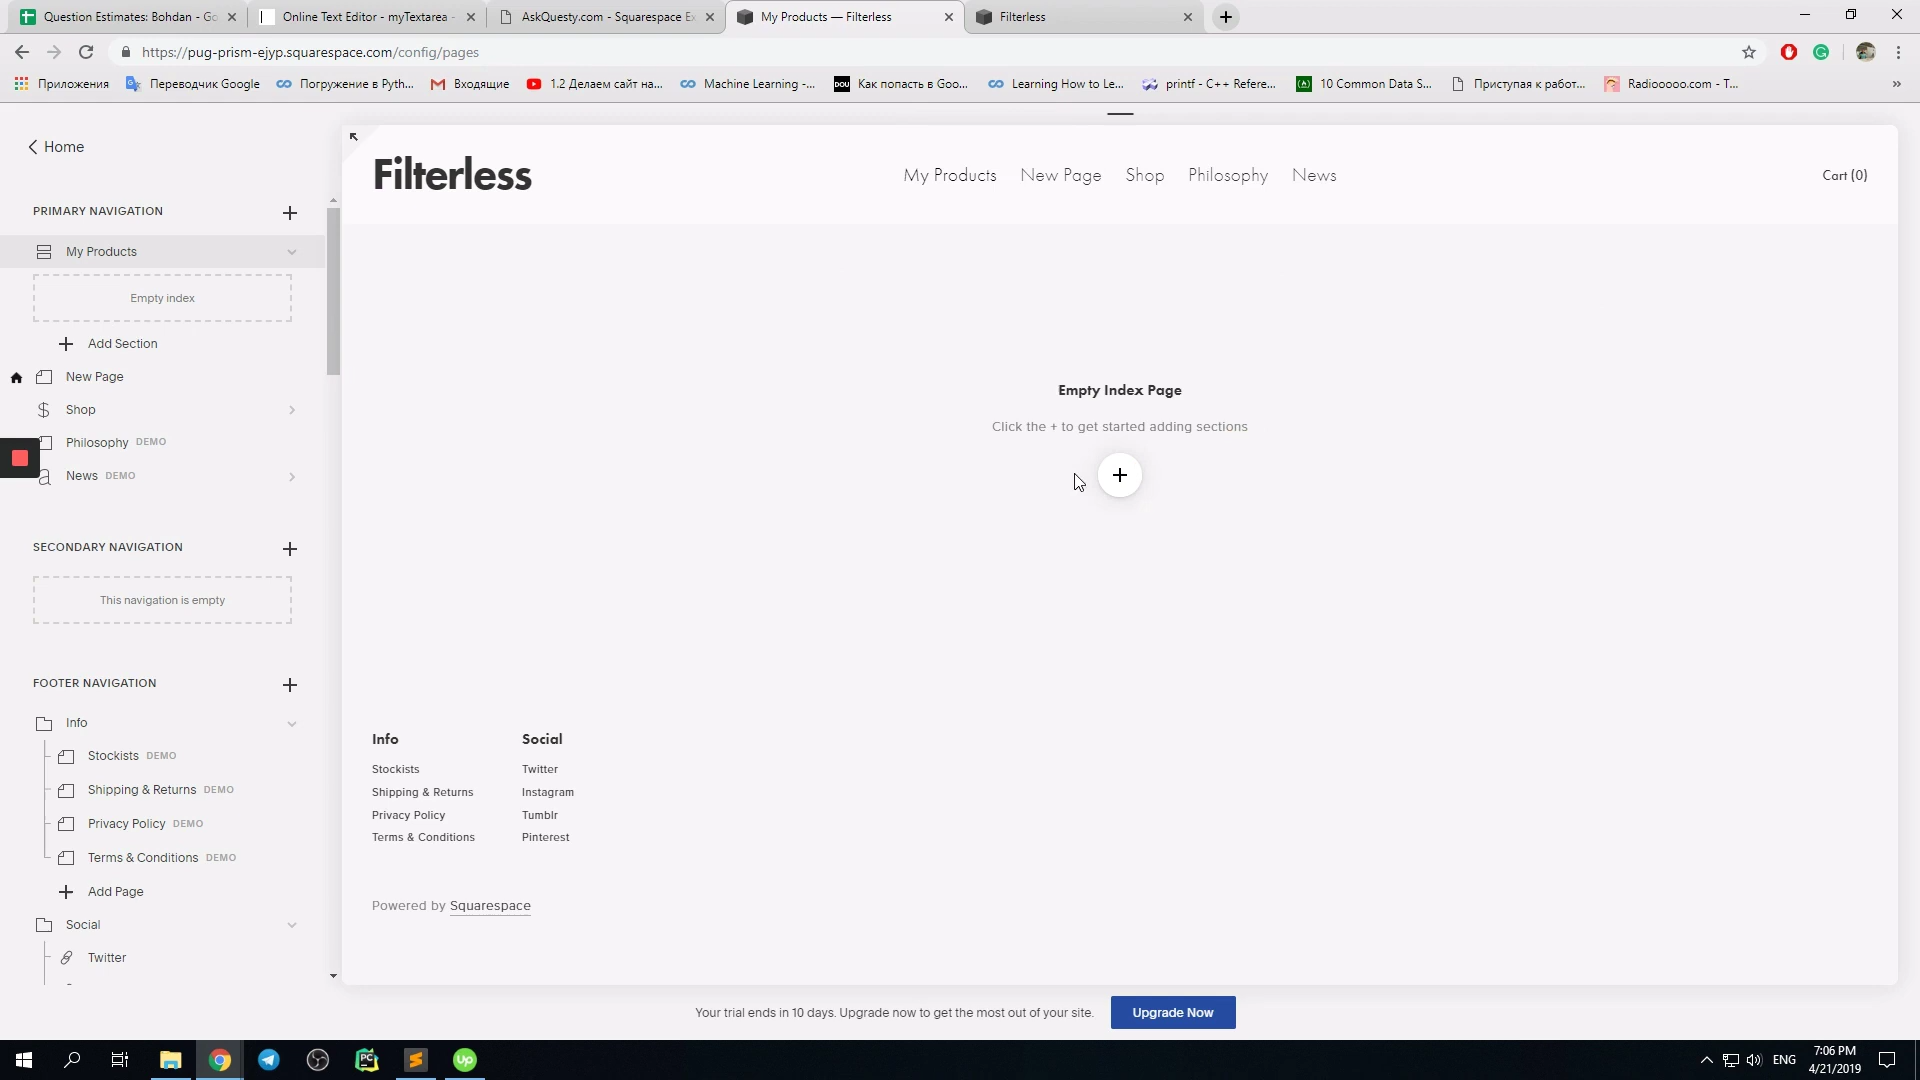 Question Estimates: Bohdan - Go
Online Text Editor - myTextarea -
AskQuesty.com - Squarespace Ex
My Products — Filterless
Filterless
https://pug-prism-ejyp.squarespace.com/config/pages
Приложения
Переводчик Google
Погружение в Pyth...
Входящие
1.2 Делаем сайт на...
Machine Learning -...
DOU
Как попасть в Goo...
Learning How to Le...
printf - C++ Refere...
10 Common Data S...
Приступая к работ...
Radiooooo.com - T...
»
Home
PRIMARY NAVIGATION
My Products
Empty index
Add Section
New Page
Shop
Philosophy DEMO
News DEMO
SECONDARY NAVIGATION
This navigation is empty
FOOTER NAVIGATION
Info
Stockists DEMO
Shipping & Returns DEMO
Privacy Policy DEMO
Terms & Conditions DEMO
Add Page
Social
Twitter
Filterless
My Products New Page Shop Philosophy News
Cart (0)
Empty Index Page
Click the + to get started adding sections
Info
Stockists
Shipping & Returns
Privacy Policy
Terms & Conditions
Social
Twitter
Instagram
Tumblr
Pinterest
Powered by Squarespace
Your trial ends in 10 days. Upgrade now to get the most out of your site.
Upgrade Now
PC
Up
ENG
7:06 PM
4/21/2019